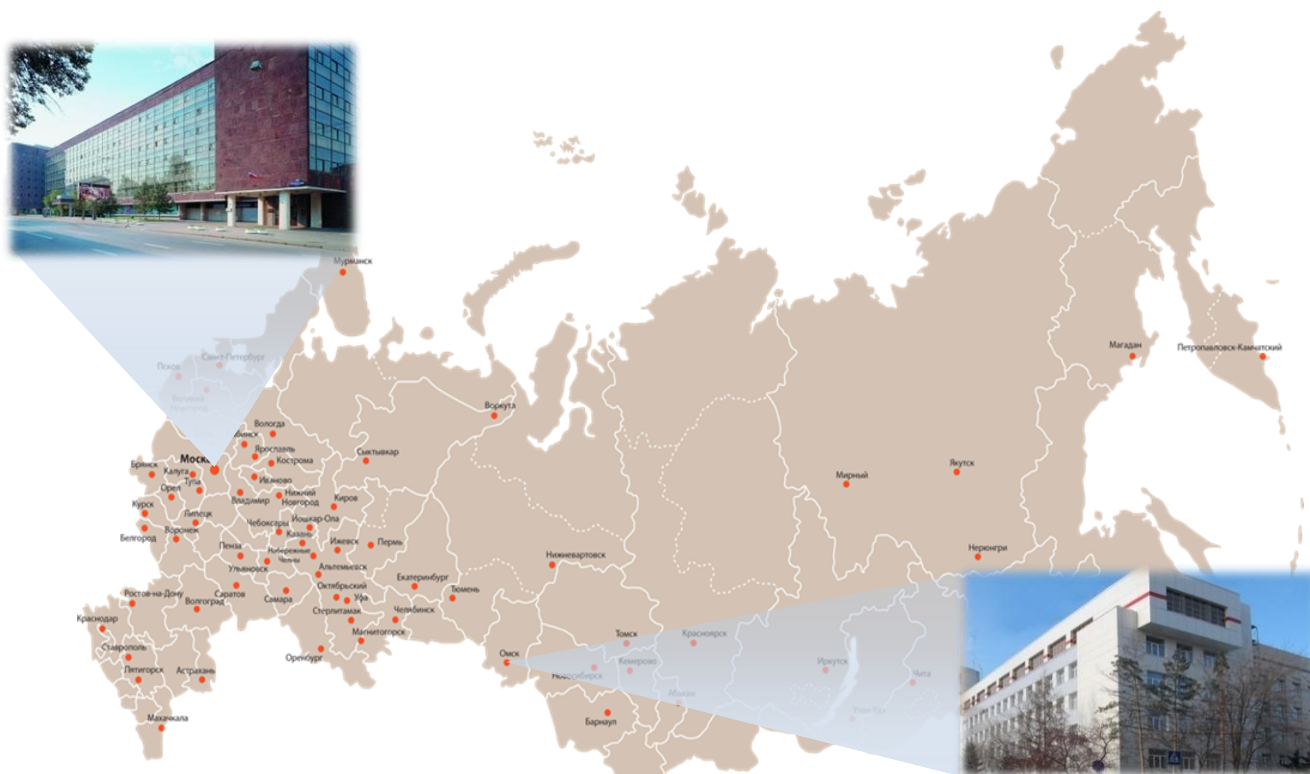 Мурманск
Санкт-Петербург
Псков
Великий
Новгород
Магадан
Петропавловск-Камчатский
Воркута
Вологда
бинск
Ярославль
Сыктывкар
Москв
Кострома
Брянск
Калуга
Иваново
Якутск
Мирный
Тула
Орел
Владимир
Нижний
Новгород
Киров
Курск
Липецк
Чебоксары
Йошкар-Ола
Белгород
Воронеж
Казань
Ижевск
Пермь
Пенза
Набережные
Челны
Нерюнгри
Нижневартовск
Ульяновск
Альтемьевск
Екатеринбург
Октябрьский
Тюмень
Ростов-на-Дону
Саратов
Самара
Уфа
Волгоград
Стерлитамак
Челябинск
Краснодар
Магнитогорск
Томск
Красноярск
Ставрополь
Оренбург
Омск
Кемерово
Иркутск
Пятигорск
Астрахань
Новосибирск
Чита
Абакан
Улан-Удэ
Махачкала
Барнаул